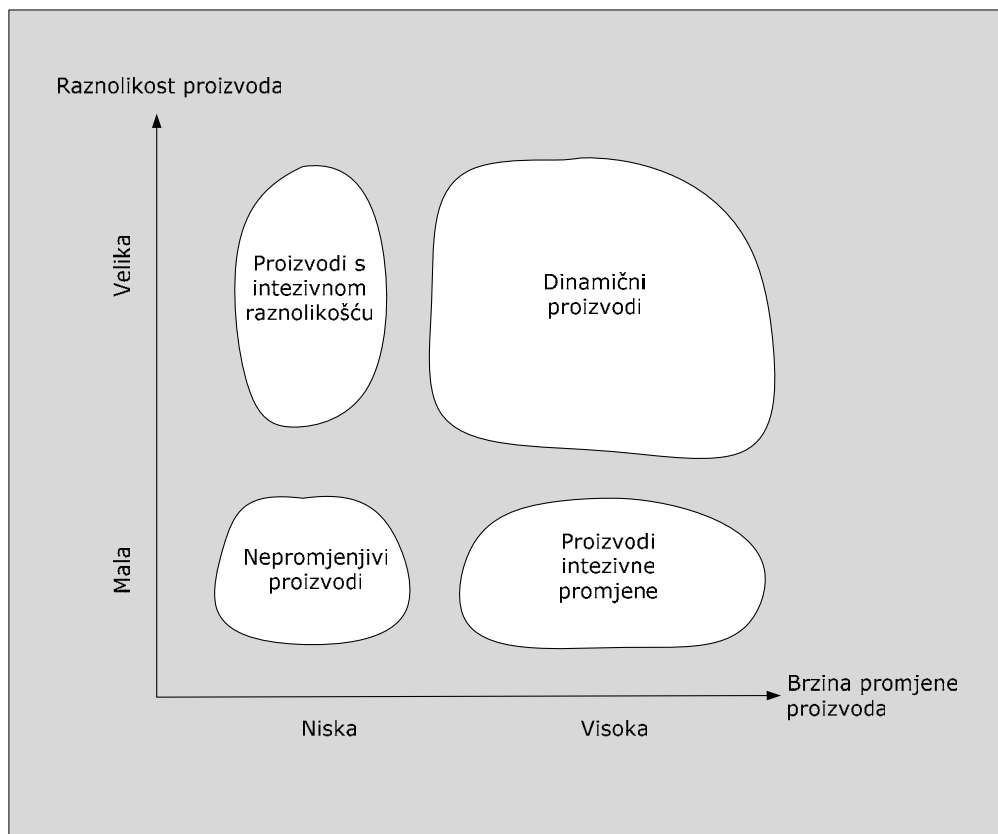 Raznolikost proizvoda
Velika
Proizvodi s
intezivnom
raznolikošću
Dinamični
proizvodi
Mala
Nepromjenjivi
proizvodi
Proizvodi
intezivne
promjene
Brzina promjene
proizvoda
Niska
Visoka